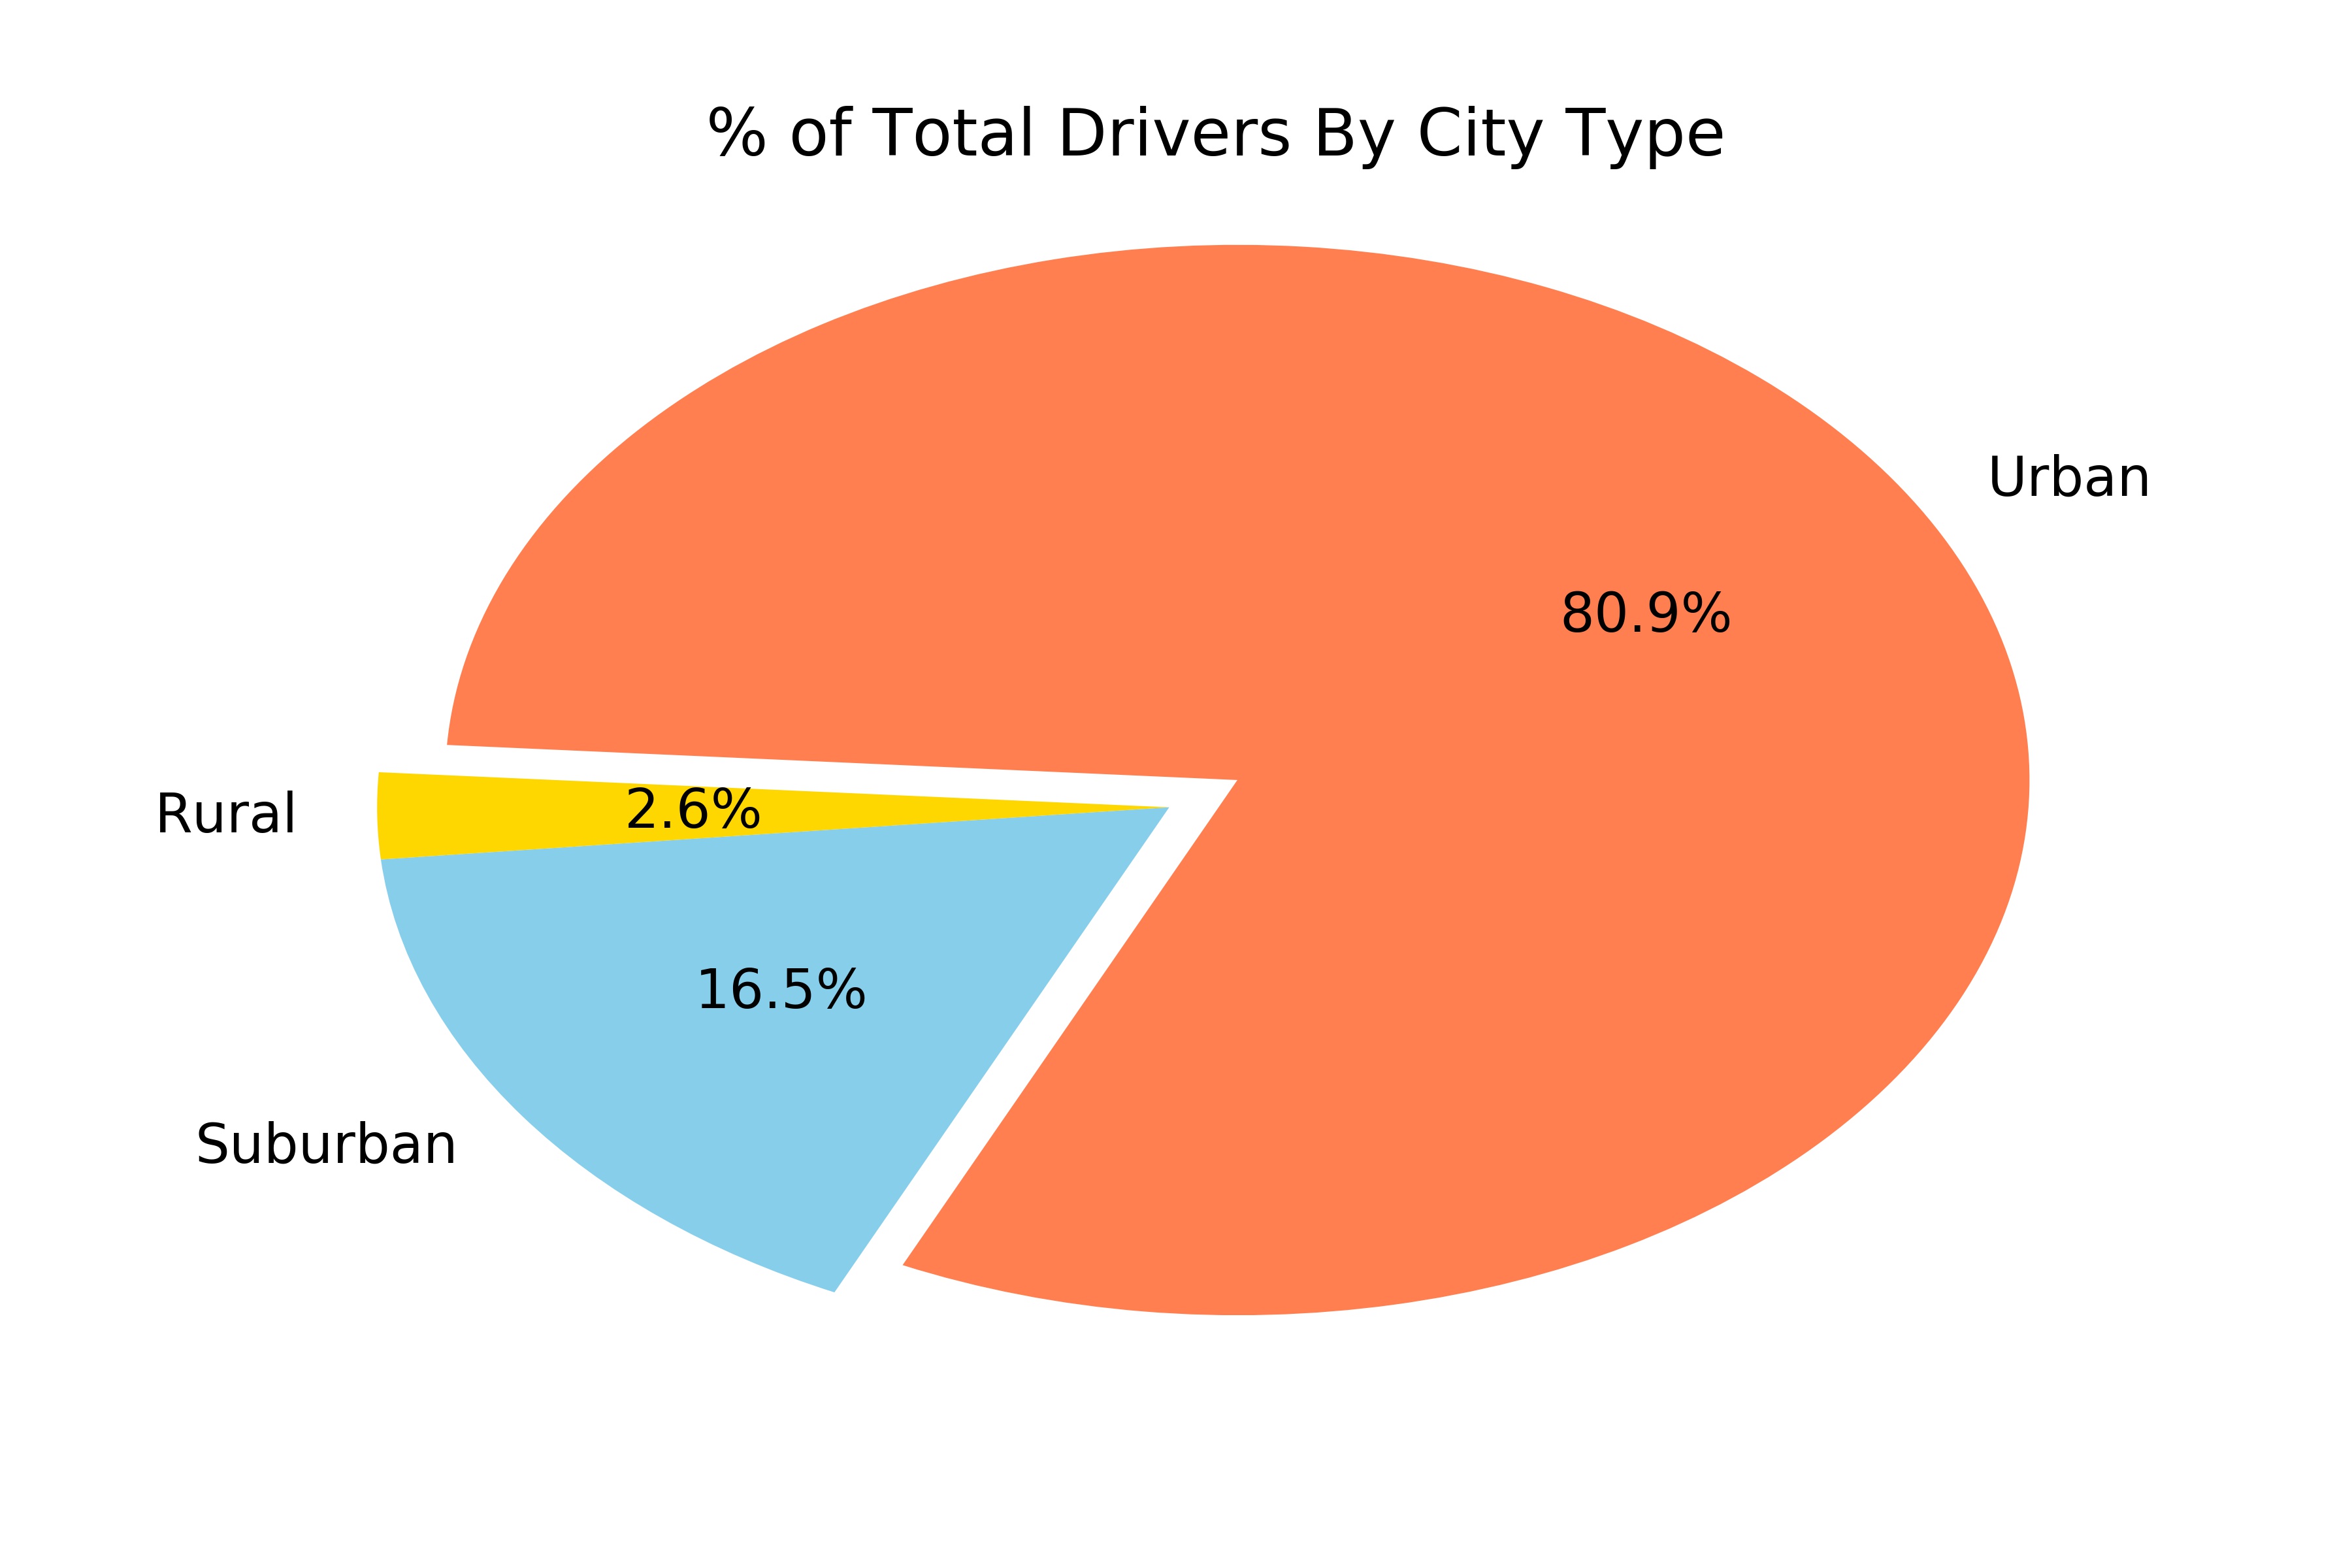 % of Total Drivers By City Type
Urban
80.9%
Rural
2.6%
16.5%
Suburban